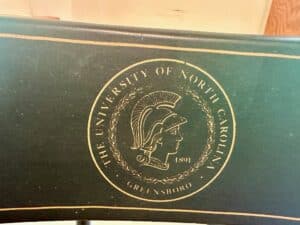 THE UNIVERSITY OF NORTH CAROLINA
1891
· GREENSBORO ·